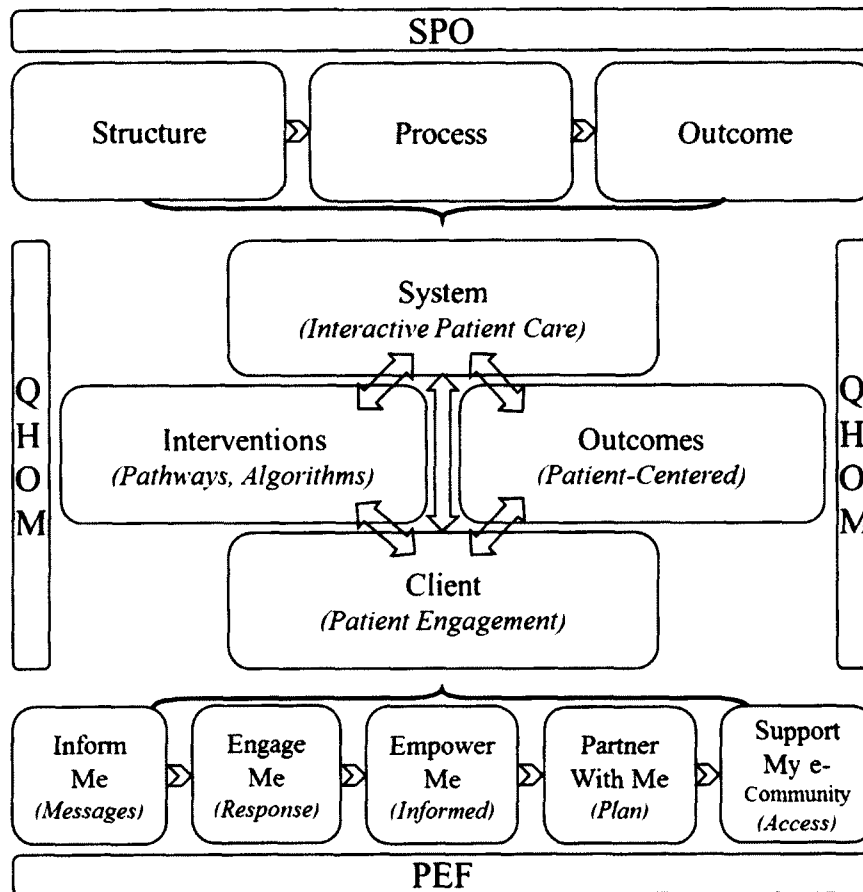 SPO
Structure
Process
Outcome
System
(Interactive Patient Care)
Q
H
O
M
Interventions
(Pathways, Algorithms)
Outcomes
(Patient-Centered)
Q
H
O
M
Client
(Patient Engagement)
Inform
Me
(Messages)
Engage
Me
(Response)
Empower
Me
(Informed)
Partner
With Me
(Plan)
Support
My e-
Community
(Access)
PEF